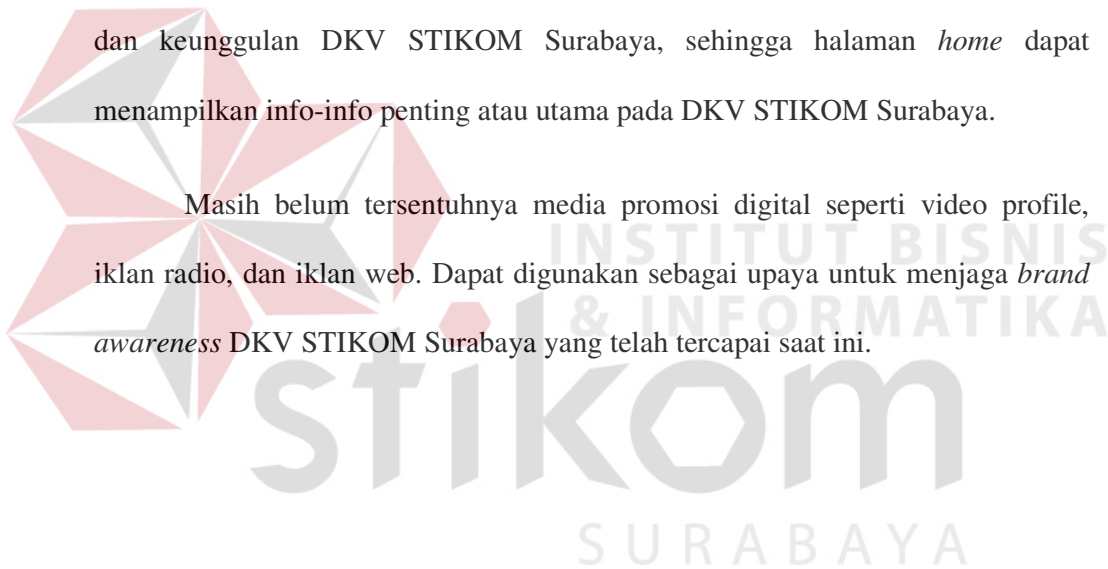 dan keunggulan DKV STIKOM Surabaya, sehingga halaman home dapat
menampilkan info-info penting atau utama pada DKV STIKOM Surabaya.
Masih belum tersentuhnya media promosi digital seperti video profile,
iklan radio, dan iklan web. Dapat digunakan sebagai upaya untuk menjaga brand
awareness DKV STIKOM Surabaya yang telah tercapai saat ini.
INSTITUT BISNIS
& INFORMATIKA
stikom
SURABAYA